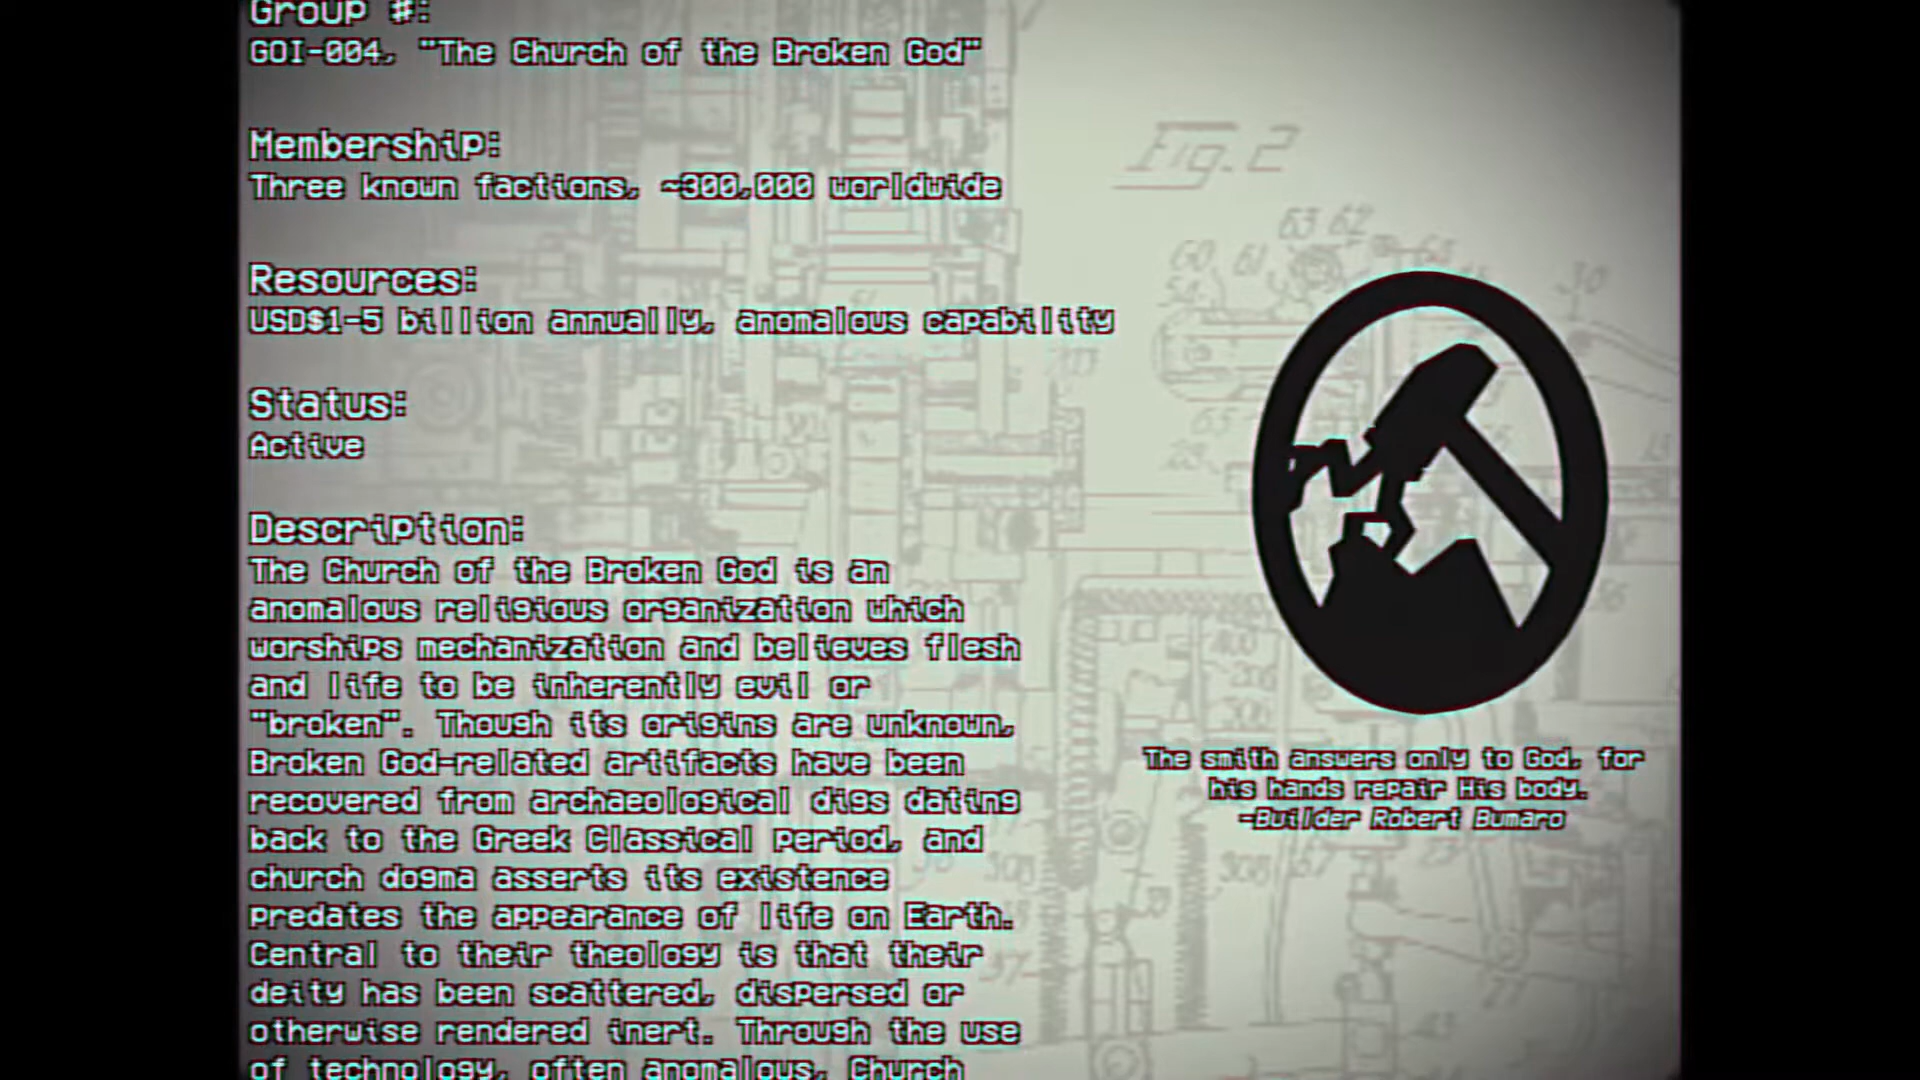 Group #:
GOI-004, "The Church of the Broken God"
Membership:
Three known factions, ~300,000 worldwide
Resources:
USD$1-5 billion annually, anomalous capability
Status:
Active
Description:
The Church of the Broken God is an
anomalous religious organization which
worships mechanization and believes flesh
and life to be inherently evil or
"broken". Though its origins are unknown,
Broken God-related artifacts have been
recovered from archaeological digs dating
back to the Greek Classical period, and
church dogma asserts its existence
predates the appearance of life on Earth.
Central to their theology is that their
deity has been scattered, dispersed or
otherwise rendered inert. Through the use
of technology, often anomalous, Church
Fig. 2
63 62
60 61
30
The smith answers only to God, for
his hands repair His body.
-Builder Robert Bumaro